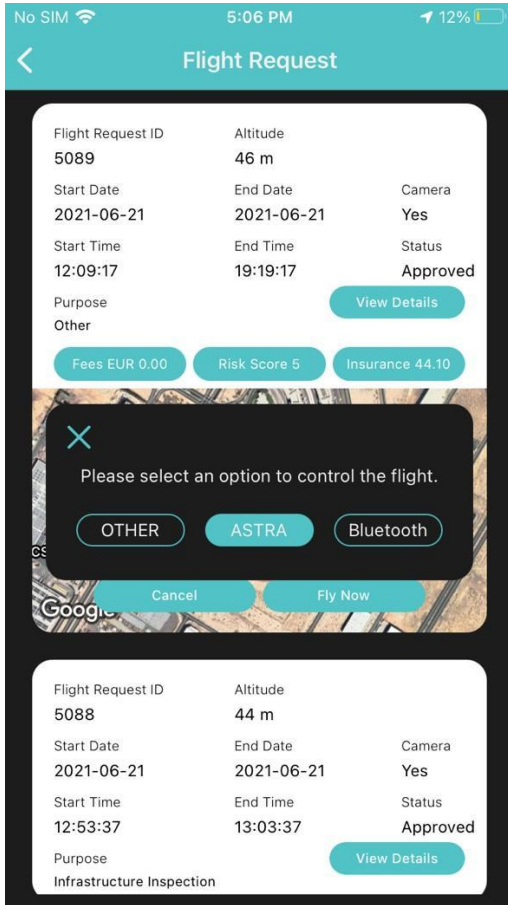 No SIM 5:06 PM 12%
Flight Request
Flight Request ID Altitude
5089 46 m
Start Date End Date Camera
2021-06-21 2021-06-21 Yes
Start Time End Time Status
12:09:17 19:19:17 Approved
Purpose View Details
Other
Fees EUR 0.00 Risk Score 5 Insurance 44.10
Please select an option to control the flight.
OTHER ASTRA Bluetooth
Cancel Fly Now
Google
Flight Request ID Altitude
5088 44 m
Start Date End Date Camera
2021-06-21 2021-06-21 Yes
Start Time End Time Status
12:53:37 13:03:37 Approved
Purpose View Details
Infrastructure Inspection